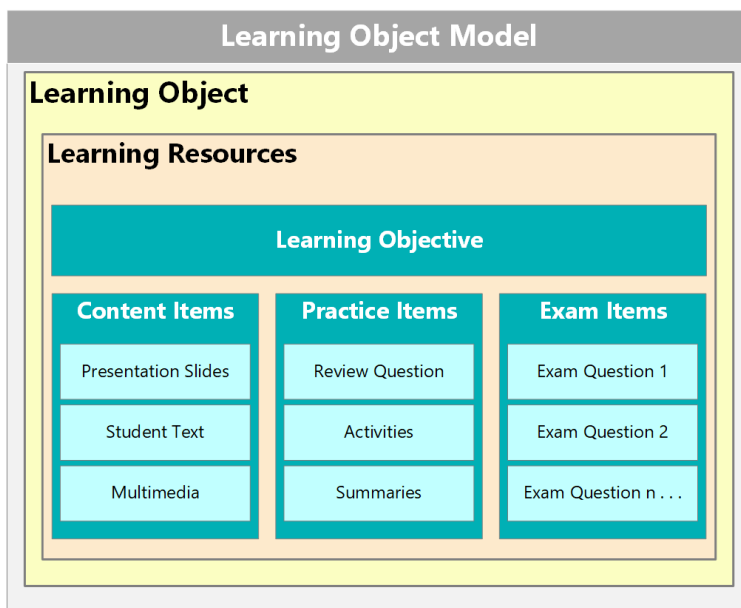 Learning Object Model
Learning Object
Learning Resources
Learning Objective
Content Items
Presentation Slides
Student Text
Multimedia
Practice Items
Review Question
Activities
Summaries
Exam Items
Exam Question 1
Exam Question 2
Exam Question n . . .